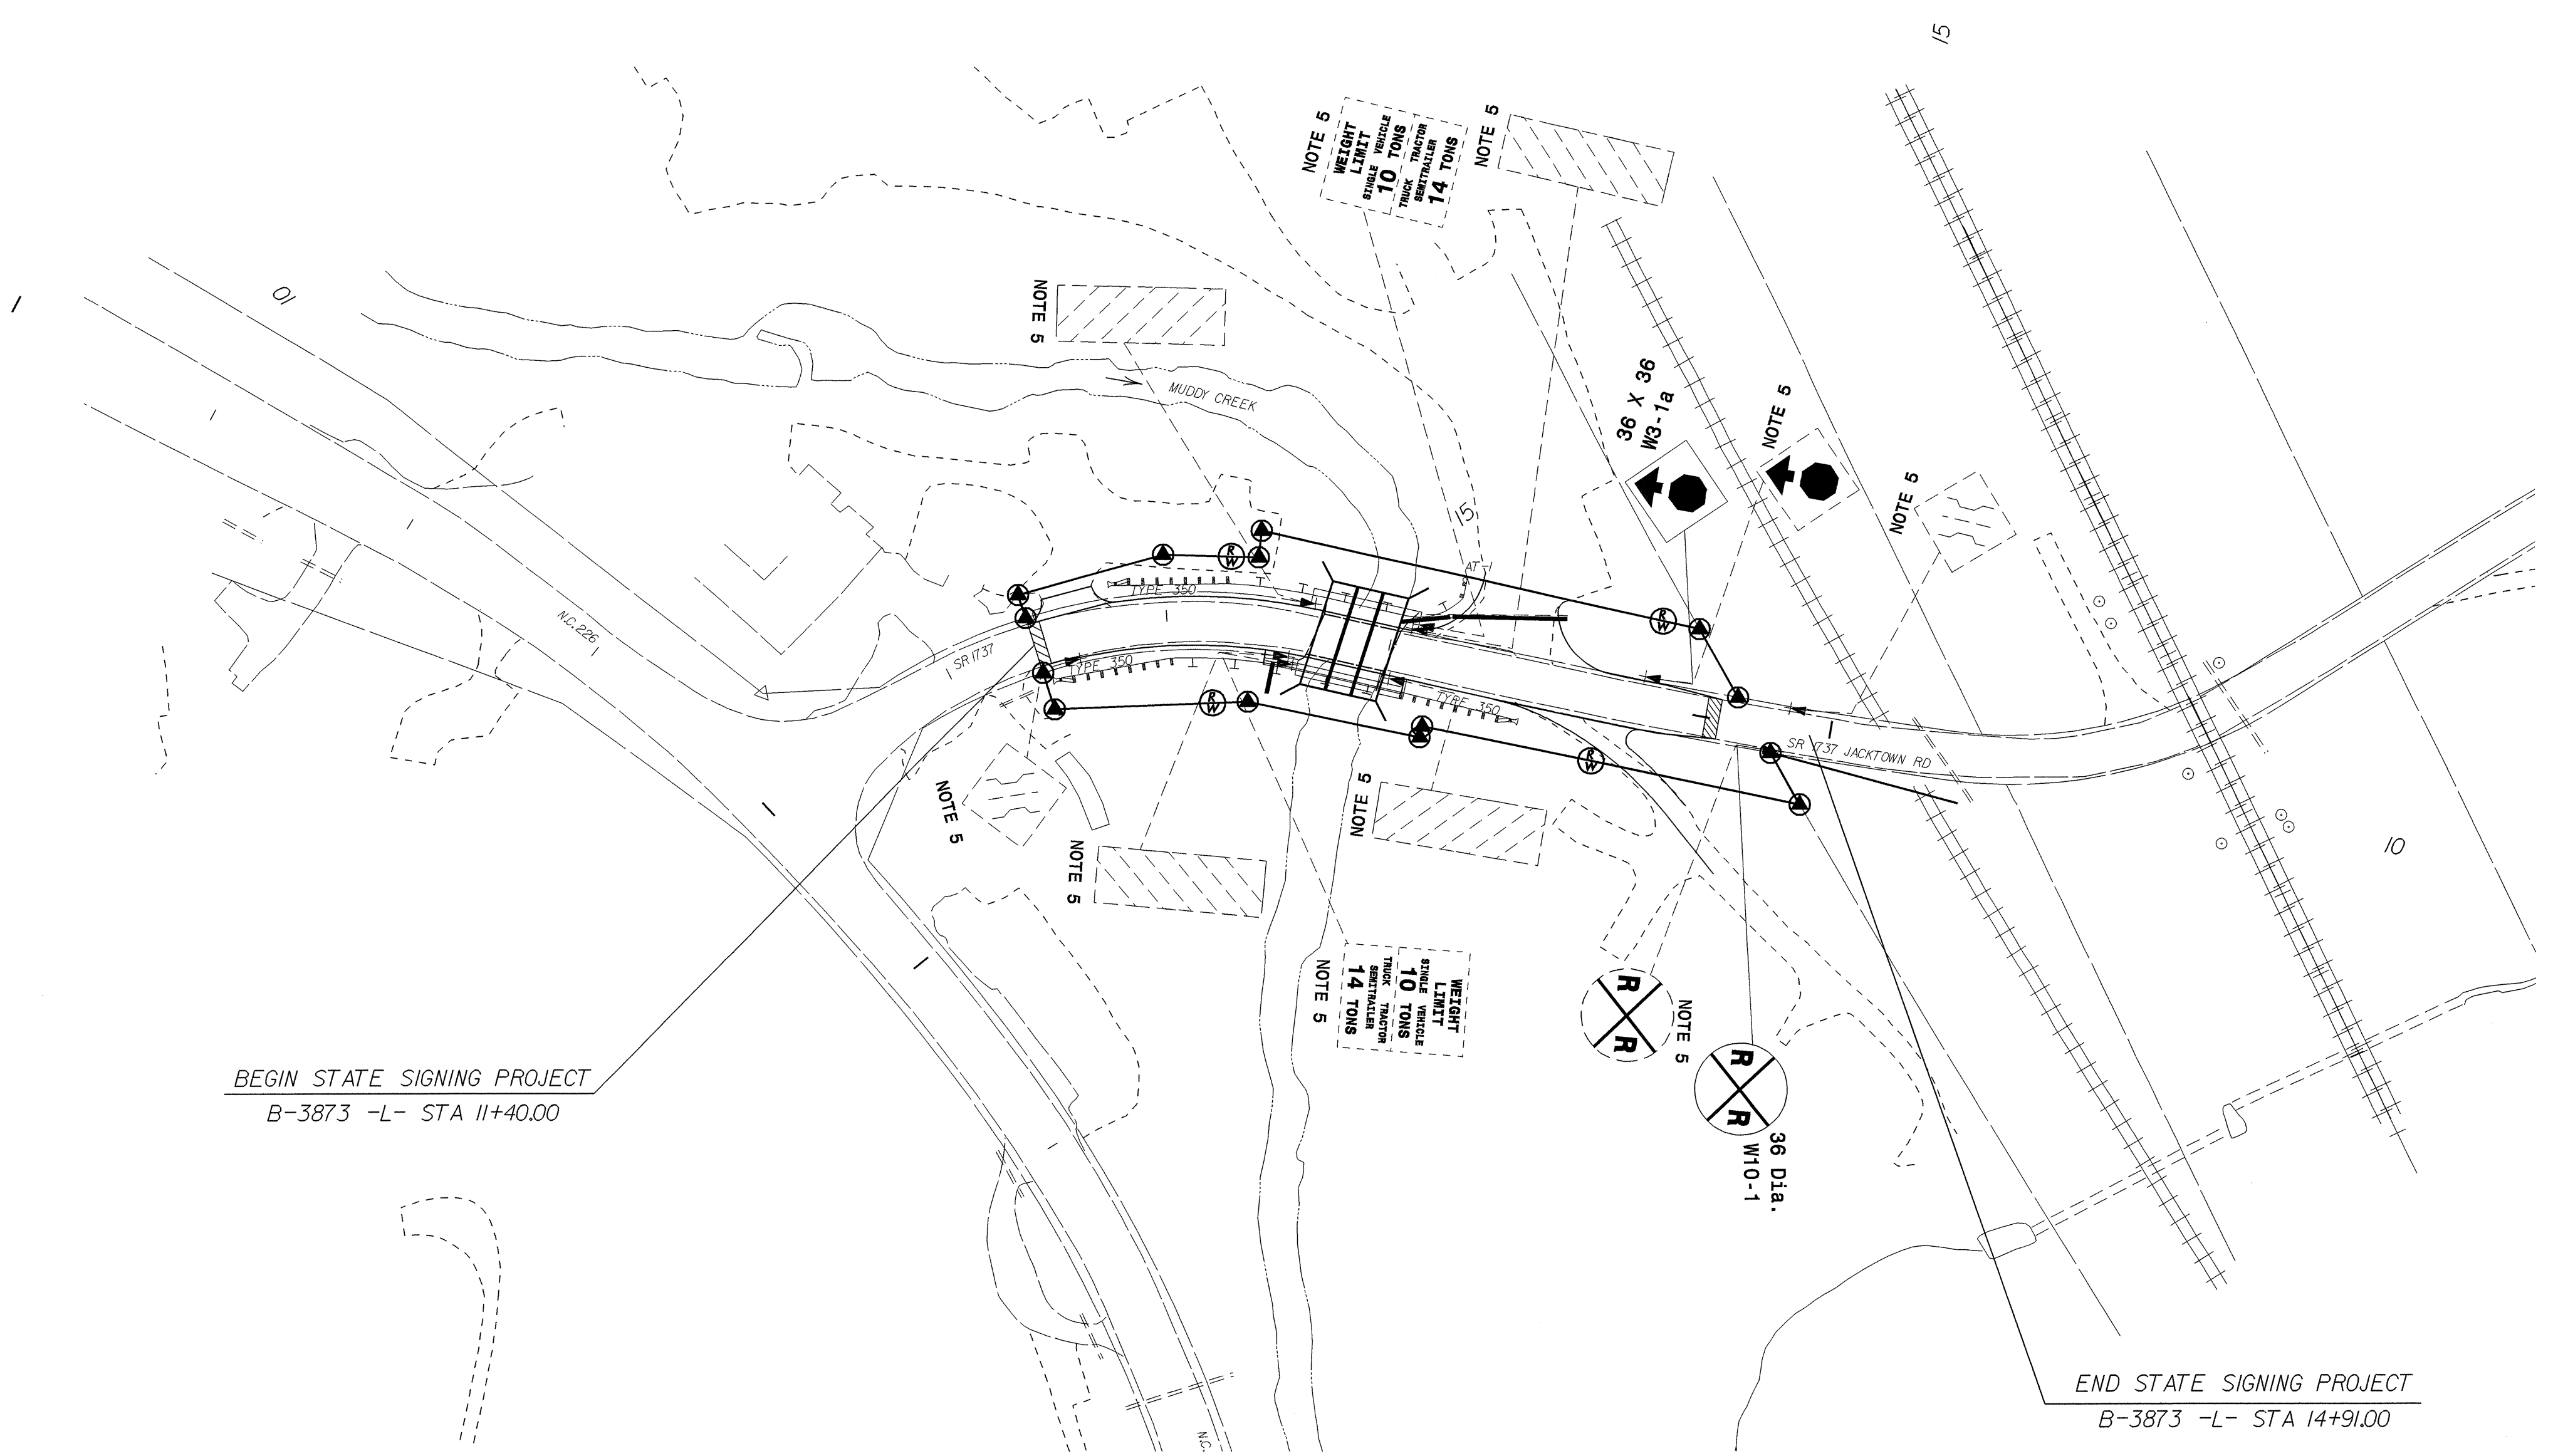 15
10
NOTE 5
WEIGHT
LIMIT
SINGLE VEHICLE
10 TONS
TRUCK TRACTOR
SEMITRAILER
14 TONS
NOTE 5
NOTE 5
MUDDY CREEK
36 X 36
W3-1a
NOTE 5
NOTE 5
15
AT-1
R
W
R
W
TYPE 350
TYPE 350
N.C. 226
SR 1737
R
W
TYPE 350
R
W
SR 1737 JACKTOWN RD
10
NOTE 5
NOTE 5
NOTE 5
NOTE 5
WEIGHT
LIMIT
SINGLE VEHICLE
10 TONS
TRUCK TRACTOR
SEMITRAILER
14 TONS
R
R
NOTE 5
R
R
36 Dia.
W10-1
BEGIN STATE SIGNING PROJECT
B-3873 -L- STA 11+40.00
N.C.
END STATE SIGNING PROJECT
B-3873 -L- STA 14+91.00